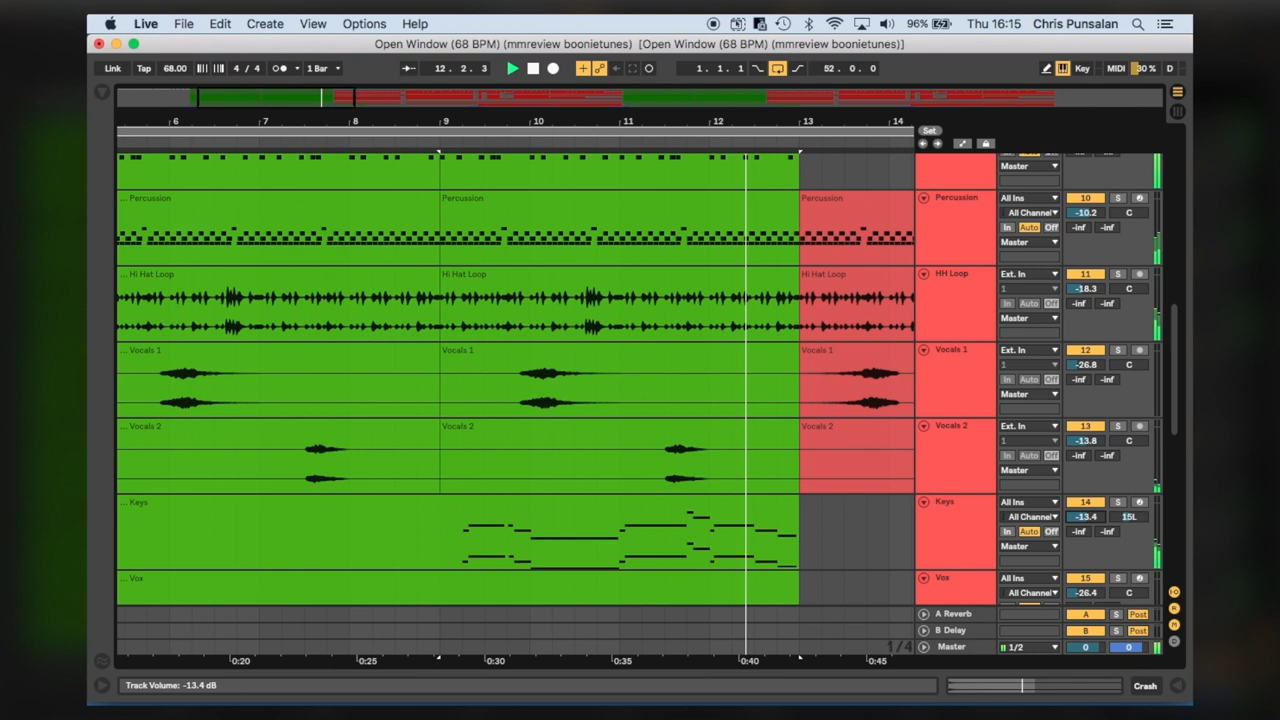 Live File Edit Create View Options Help 96% Thu 16:15 Chris Punsalan
Open Window (68 BPM) (mmreview boonietunes) [Open Window (68 BPM) (mmreview boonietunes)]
Link Tap 68.00 4 / 4 1 Bar 12. 2. 3 1. 1. 1 52. 0. 0 Key MIDI 30 % D
6 7 8 9 10 11 12 13 14
Set
Master
... Percussion Percussion Percussion Percussion All Ins 10 S
All Channel -10.2 C
In Auto Off -inf -inf
Master
... Hi Hat Loop Hi Hat Loop Hi Hat Loop HH Loop Ext. In 11 S
1 -18.3 C
In Auto Off -inf -inf
Master
... Vocals 1 Vocals 1 Vocals 1 Vocals 1 Ext. In 12 S
1 -26.8 C
In Auto Off -inf -inf
Master
... Vocals 2 Vocals 2 Vocals 2 Vocals 2 Ext. In 13 S
1 -13.8 C
In Auto Off -inf -inf
Master
... Keys Keys All Ins 14 S
All Channel -13.4 15L
In Auto Off -inf -inf
Master
... Vox Vox All Ins 15 S
All Channel -26.4 C
A Reverb A S Post
B Delay B S Post
1/4 Master 1/2 0 0
0:20 0:25 0:30 0:35 0:40 0:45
Track Volume: -13.4 dB Crash